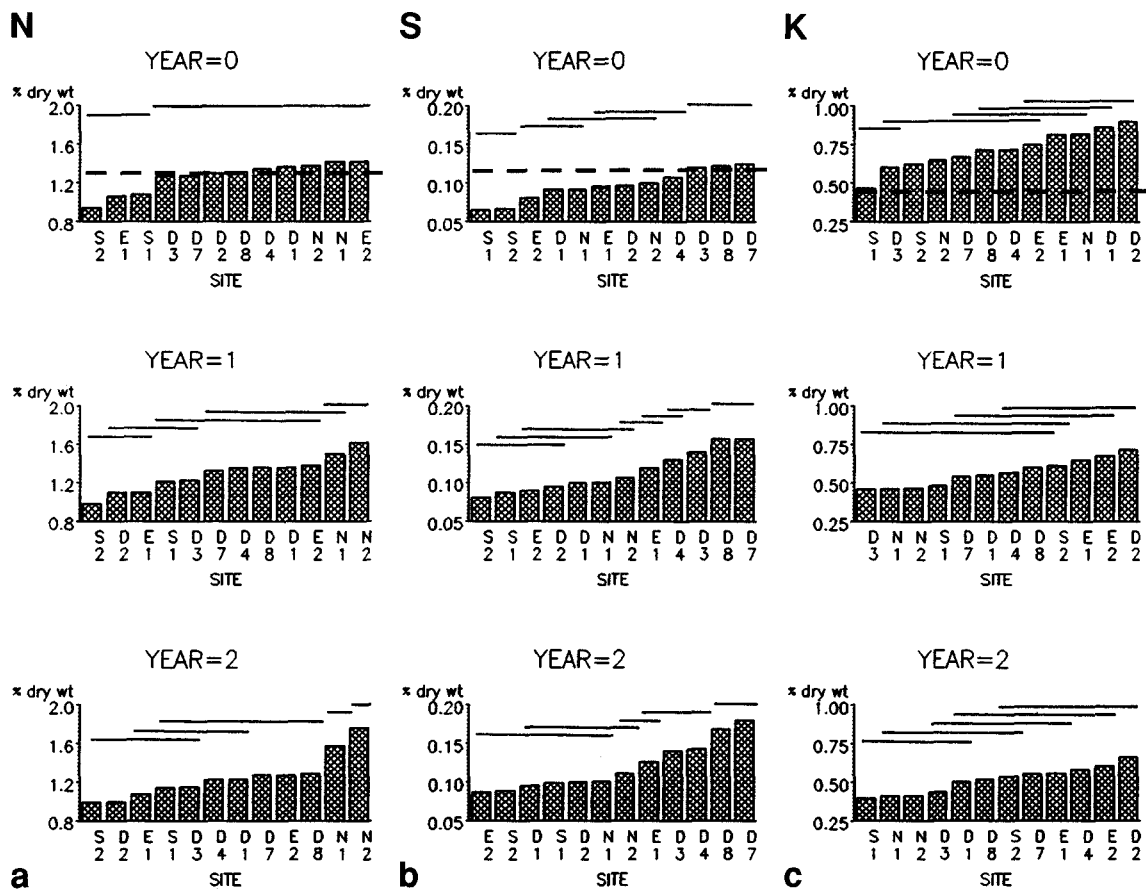 N
YEAR=0
% dry wt
2.0
1.6
1.2
0.8
S E S D D D D D D N N E
2 1 1 3 7 2 8 4 1 2 1 2
SITE
S
YEAR=0
% dry wt
0.20
0.15
0.10
0.05
S S E D N E D N D D D D
1 2 2 1 1 1 2 2 4 3 8 7
SITE
K
YEAR=0
% dry wt
1.00
0.75
0.50
0.25
S D S N D D D E E N D D
1 3 2 2 7 8 4 2 1 1 1 2
SITE
YEAR=1
% dry wt
2.0
1.6
1.2
0.8
S D E S D D D D D E N N
2 2 1 1 3 7 4 8 1 2 1 2
SITE
YEAR=1
% dry wt
0.20
0.15
0.10
0.05
S S E D D N N E D D D D
2 1 2 2 1 1 2 1 4 3 8 7
SITE
YEAR=1
% dry wt
1.00
0.75
0.50
0.25
D N N S D D D D S E E D
3 1 2 1 7 1 4 8 2 1 2 2
SITE
YEAR=2
% dry wt
2.0
1.6
1.2
0.8
S D E S D D D D E D N N
2 2 1 1 3 4 1 7 2 8 1 2
SITE
a
YEAR=2
% dry wt
0.20
0.15
0.10
0.05
E S D S D N N E D D D D
2 2 1 1 2 1 2 1 3 4 8 7
SITE
b
YEAR=2
% dry wt
1.00
0.75
0.50
0.25
S N N D D D S D E D E D
1 1 2 3 1 8 2 7 1 4 2 2
SITE
c